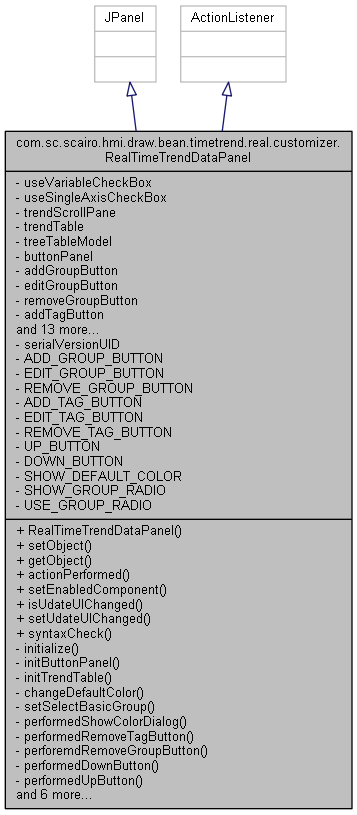 JPanel
ActionListener
com.sc.scairo.hmi.draw.bean.timetrend.real.customizer.
RealTimeTrendDataPanel
- useVariableCheckBox
- useSingleAxisCheckBox
- trendScrollPane
- trendTable
- treeTableModel
- buttonPanel
- addGroupButton
- editGroupButton
- removeGroupButton
- addTagButton
and 13 more...
- serialVersionUID
- ADD_GROUP_BUTTON
- EDIT_GROUP_BUTTON
- REMOVE_GROUP_BUTTON
- ADD_TAG_BUTTON
- EDIT_TAG_BUTTON
- REMOVE_TAG_BUTTON
- UP_BUTTON
- DOWN_BUTTON
- SHOW_DEFAULT_COLOR
- SHOW_GROUP_RADIO
- USE_GROUP_RADIO
+ RealTimeTrendDataPanel()
+ setObject()
+ getObject()
+ actionPerformed()
+ setEnabledComponent()
+ isUdateUIChanged()
+ setUdateUIChanged()
+ syntaxCheck()
- initialize()
- initButtonPanel()
- initTrendTable()
- changeDefaultColor()
- setSelectBasicGroup()
- performedShowColorDialog()
- performedRemoveTagButton()
- perforemdRemoveGroupButton()
- performedDownButton()
- performedUpButton()
and 6 more...